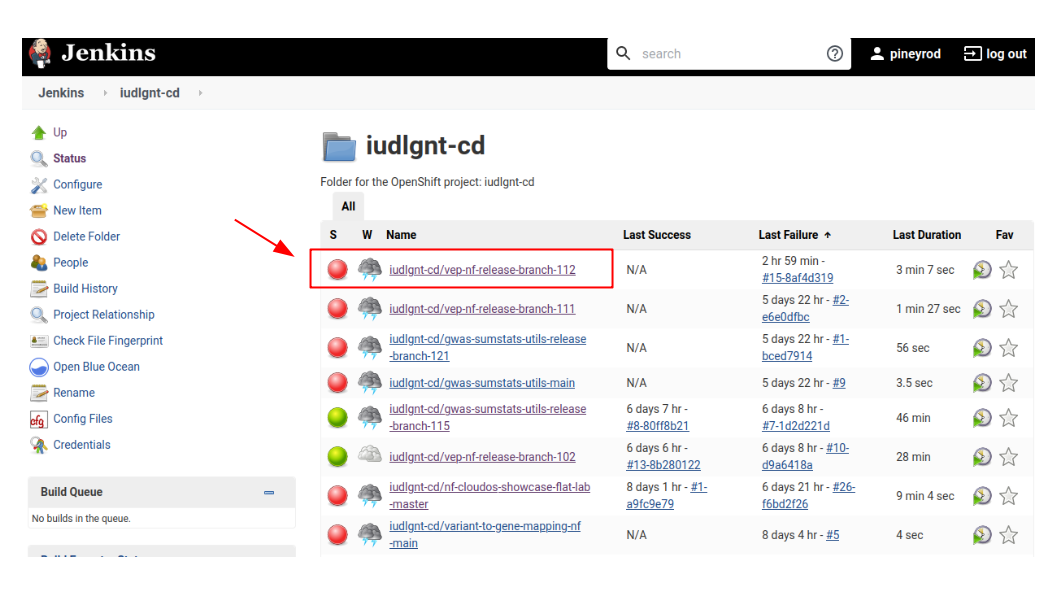 Jenkins
search
pineyrod
log out
Jenkins
iudlgnt-cd
Up
Status
Configure
New Item
Delete Folder
People
Build History
Project Relationship
Check File Fingerprint
Open Blue Ocean
Rename
Config Files
Credentials
Build Queue
No builds in the queue.
iudlgnt-cd
Folder for the OpenShift project: iudlgnt-cd
All
S W Name Last Success Last Failure ↑ Last Duration Fav
iudlgnt-cd/vep-nf-release-branch-112 N/A 2 hr 59 min -
#15-8af4d319 3 min 7 sec
iudlgnt-cd/vep-nf-release-branch-111 N/A 5 days 22 hr - #2-
e6e0dfbc 1 min 27 sec
iudlgnt-cd/gwas-sumstats-utils-release
-branch-121 N/A 5 days 22 hr - #1-
bced7914 56 sec
iudlgnt-cd/gwas-sumstats-utils-main N/A 5 days 22 hr - #9 3.5 sec
iudlgnt-cd/gwas-sumstats-utils-release
-branch-115 6 days 7 hr -
#8-80ff8b21 6 days 8 hr -
#7-1d2d221d 46 min
iudlgnt-cd/vep-nf-release-branch-102 6 days 6 hr -
#13-8b280122 6 days 8 hr - #10-
d9a6418a 28 min
iudlgnt-cd/nf-cloudos-showcase-flat-lab
-master 8 days 1 hr - #1-
a9fc9e79 6 days 21 hr - #26-
f6bd2f26 9 min 4 sec
iudlgnt-cd/variant-to-gene-mapping-nf
-main N/A 8 days 4 hr - #5 4 sec